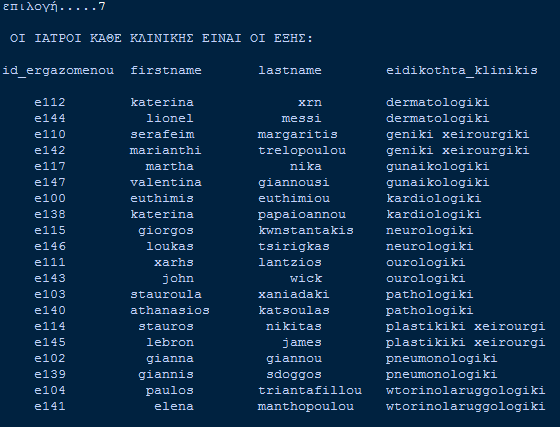 επιλογή.....7
ΟΙ ΙΑΤΡΟΙ ΚΑΘΕ ΚΛΙΝΙΚΗΣ ΕΙΝΑΙ ΟΙ ΕΞΗΣ:
id_ergazomenou firstname lastname eidikothta_klinikis
e112 katerina xrn dermatologiki
e144 lionel messi dermatologiki
e110 serafeim margaritis geniki xeirourgiki
e142 marianthi trelopoulou geniki xeirourgiki
e117 martha nika gunaikologiki
e147 valentina giannousi gunaikologiki
e100 euthimis euthimiou kardiologiki
e138 katerina papaioannou kardiologiki
e115 giorgos kwnstantakis neurologiki
e146 loukas tsirigkas neurologiki
e111 xarhs lantzios ourologiki
e143 john wick ourologiki
e103 stauroula xaniadaki pathologiki
e140 athanasios katsoulas pathologiki
e114 stauros nikitas plastikiki xeirourgi
e145 lebron james plastikiki xeirourgi
e102 gianna giannou pneumonologiki
e139 giannis sdoggos pneumonologiki
e104 paulos triantafillou wtorinolaruggologiki
e141 elena manthopoulou wtorinolaruggologiki